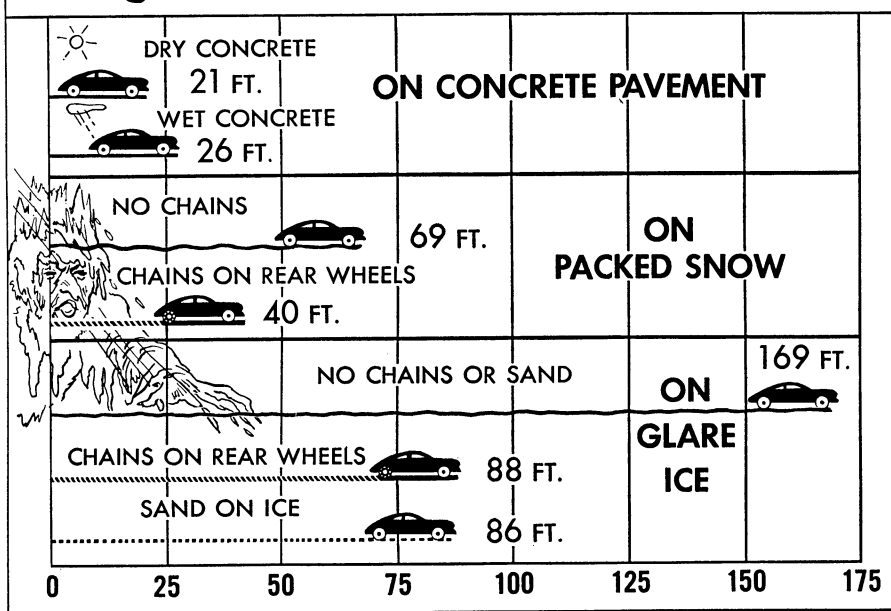 DRY CONCRETE
21 FT.
ON CONCRETE PAVEMENT
WET CONCRETE
26 FT.
NO CHAINS
69 FT.
ON
PACKED SNOW
CHAINS ON REAR WHEELS
40 FT.
NO CHAINS OR SAND
169 FT.
ON
GLARE
ICE
CHAINS ON REAR WHEELS
88 FT.
SAND ON ICE
86 FT.
0 25 50 75 100 125 150 175